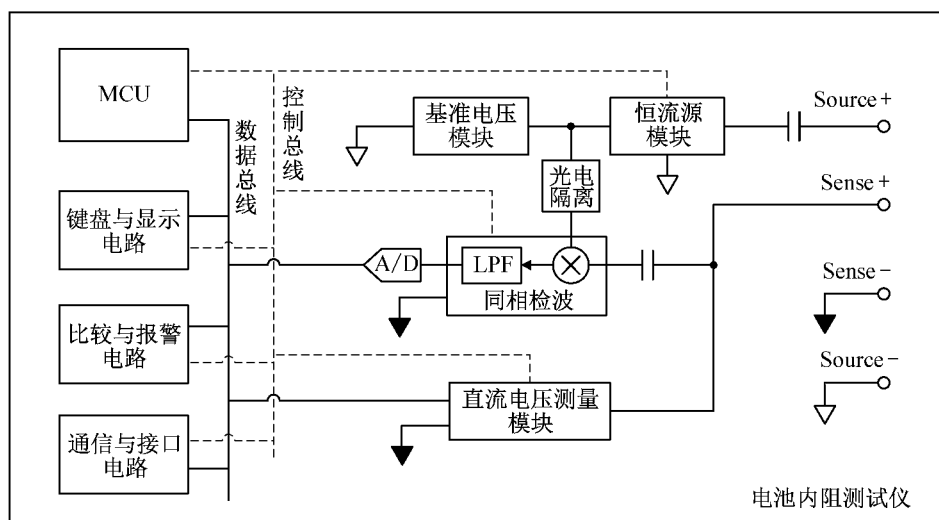 MCU
数据总线
控制总线
基准电压
模块
恒流源
模块
Source+
光电
隔离
Sense+
键盘与显示
电路
A/D
LPF
同相检波
Sense-
比较与报警
电路
Source-
直流电压测量
模块
通信与接口
电路
电池内阻测试仪